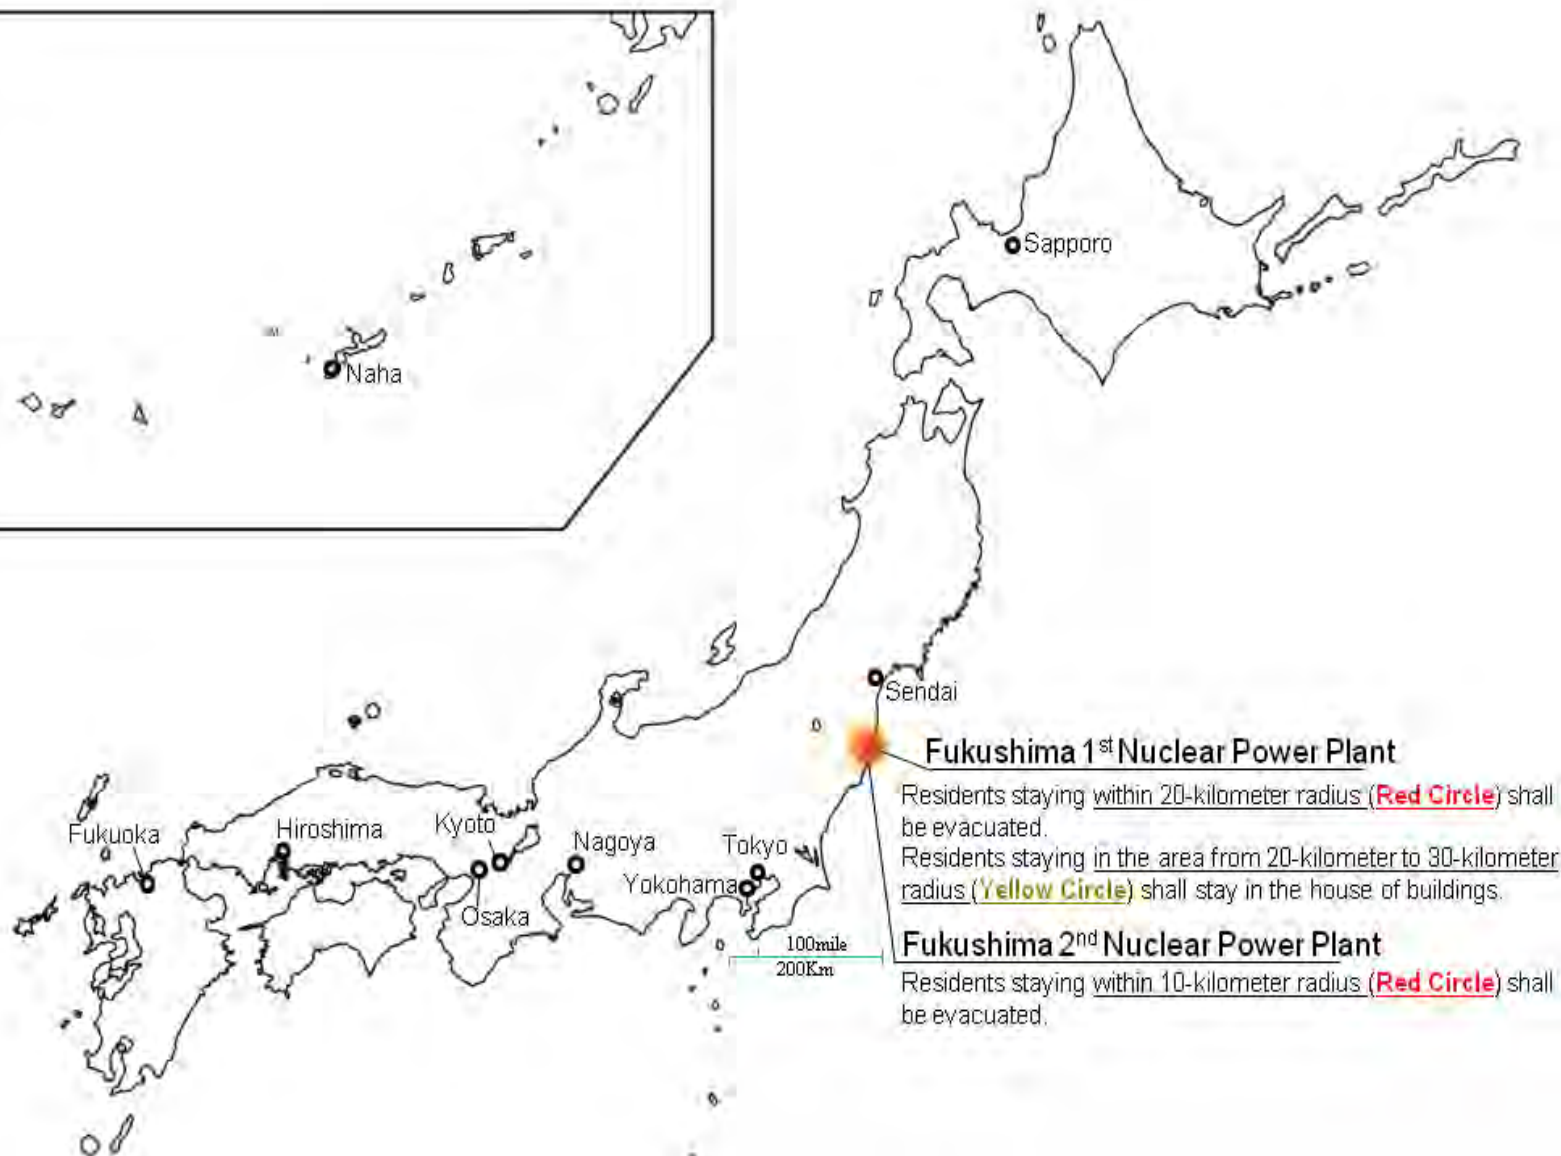 Sapporo
Naha
Sendai
Fukushima 1st Nuclear Power Plant
Residents staying within 20-kilometer radius (Red Circle) shall
be evacuated.
Residents staying in the area from 20-kilometer to 30-kilometer
radius (Yellow Circle) shall stay in the house of buildings.
Fukuoka
Hiroshima
Kyoto
Nagoya
Tokyo
Yokohama
Osaka
100mile
200Km
Fukushima 2nd Nuclear Power Plant
Residents staying within 10-kilometer radius (Red Circle) shall
be evacuated.